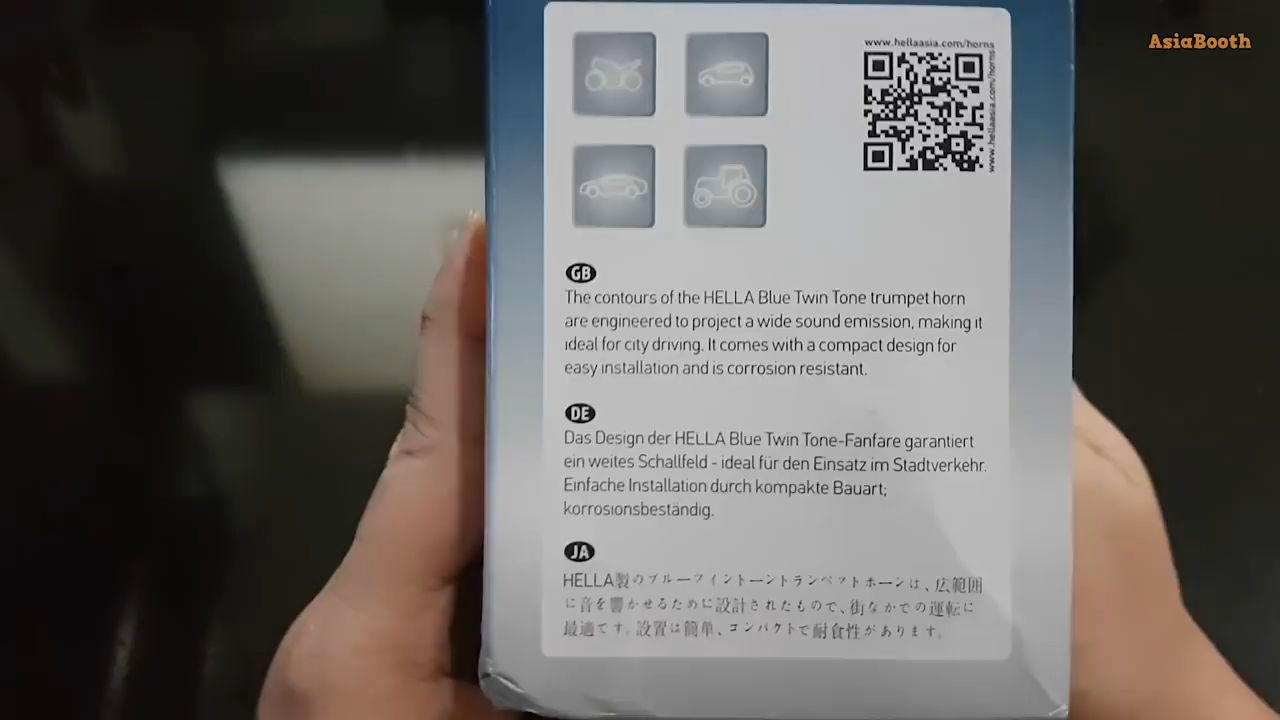 AsiaBooth
www.hellaasia.com/horns
www.hellaasia.com/horns
GB
The contours of the HELLA Blue Twin Tone trumpet horn
are engineered to project a wide sound emission, making it
ideal for city driving. It comes with a compact design for
easy installation and is corrosion resistant.
DE
Das Design der HELLA Blue Twin Tone-Fanfare garantiert
ein weites Schallfeld - ideal für den Einsatz im Stadtverkehr.
Einfache Installation durch kompakte Bauart;
korrosionsbeständig.
JA
HELLA製のブルーツイントーントランペットホーンは、広範囲
に音を響かせるために設計されたもので、街なかでの運転に
最適です。設置は簡単、コンパクトで耐食性があります。